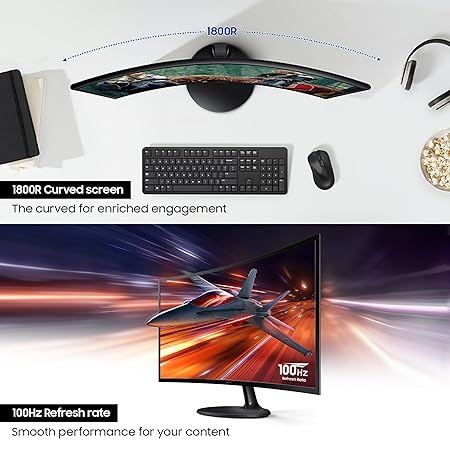 1800R
1800R Curved screen
The curved for enriched engagement
100Hz
Refresh Rate
100Hz Refresh rate
Smooth performance for your content